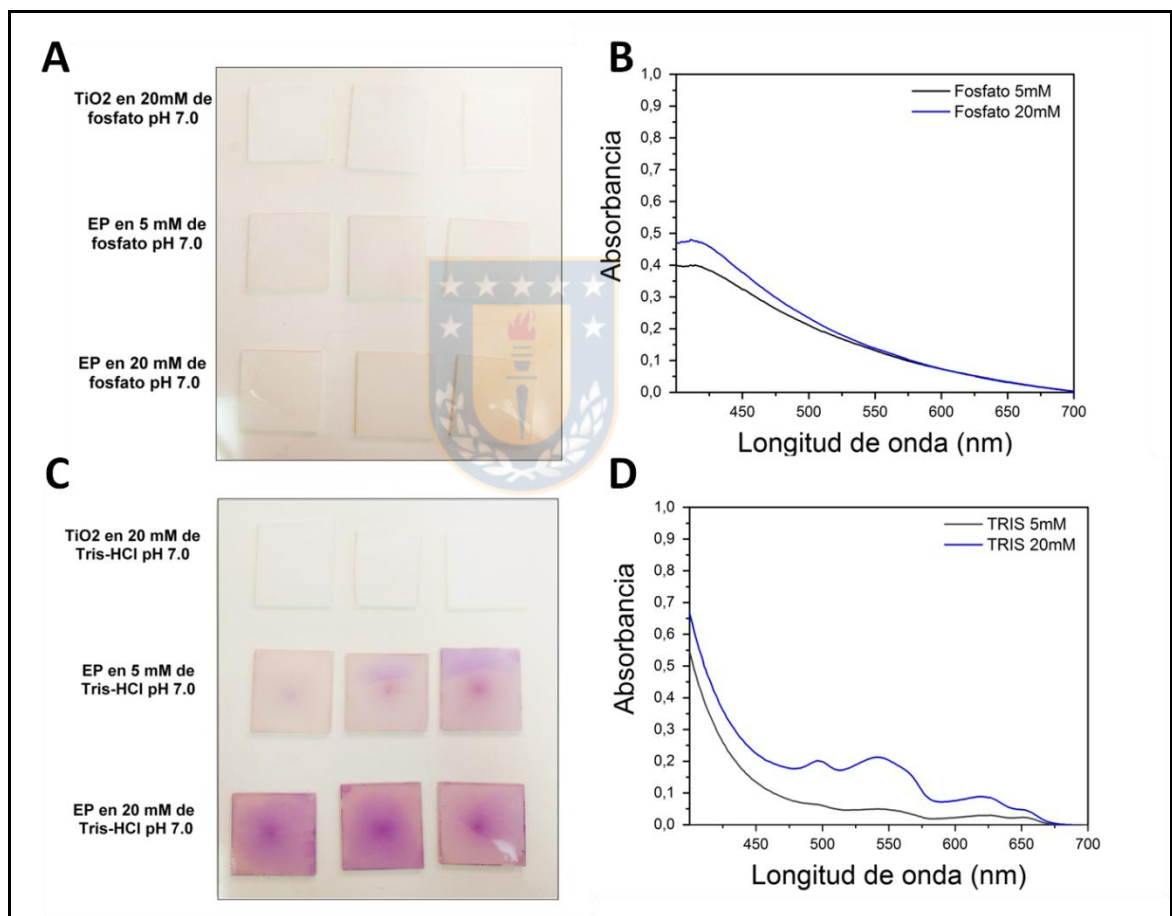 A
TiO2 en 20mM de
fosfato pH 7.0
EP en 5 mM de
fosfato pH 7.0
EP en 20 mM de
fosfato pH 7.0
B
Absorbancia
1,0
0,9
0,8
0,7
0,6
0,5
0,4
0,3
0,2
0,1
0,0
Fosfato 5mM
Fosfato 20mM
450
500
550
600
650
700
Longitud de onda (nm)
C
TiO2 en 20 mM de
Tris-HCl pH 7.0
EP en 5 mM de
Tris-HCl pH 7.0
EP en 20 mM de
Tris-HCl pH 7.0
D
Absorbancia
1,0
0,9
0,8
0,7
0,6
0,5
0,4
0,3
0,2
0,1
0,0
TRIS 5mM
TRIS 20mM
450
500
550
600
650
700
Longitud de onda (nm)